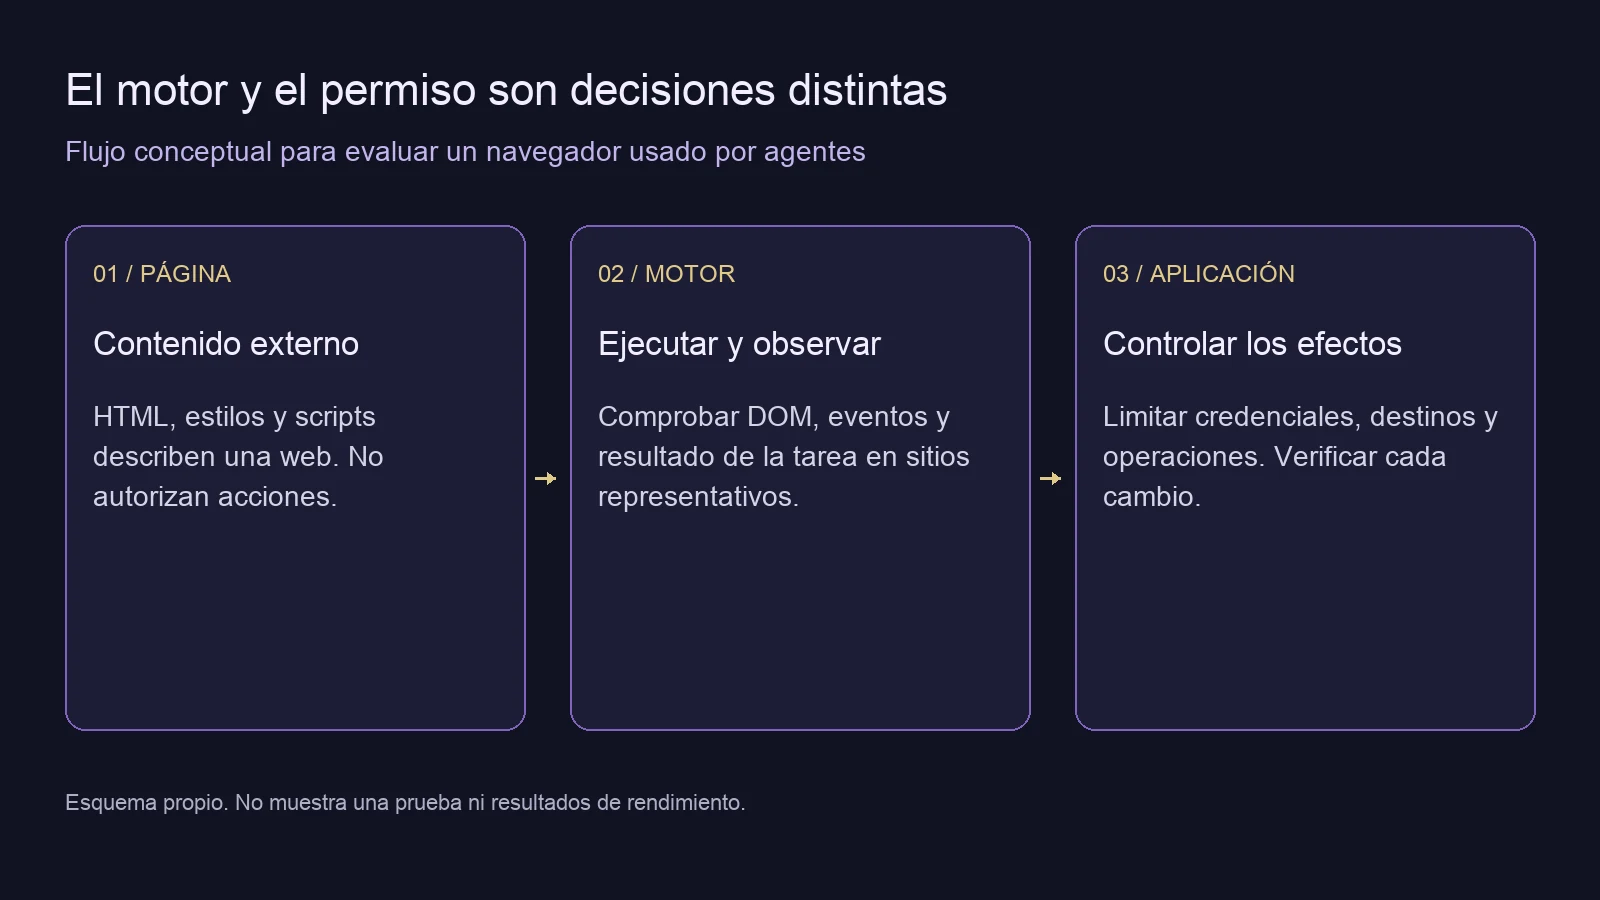 El motor y el permiso son decisiones distintas
Flujo conceptual para evaluar un navegador usado por agentes
01 / PÁGINA
Contenido externo
HTML, estilos y scripts
describen una web. No
autorizan acciones.
02 / MOTOR
Ejecutar y observar
Comprobar DOM, eventos y
resultado de la tarea en sitios
representativos.
03 / APLICACIÓN
Controlar los efectos
Limitar credenciales, destinos y
operaciones. Verificar cada
cambio.
Esquema propio. No muestra una prueba ni resultados de rendimiento.